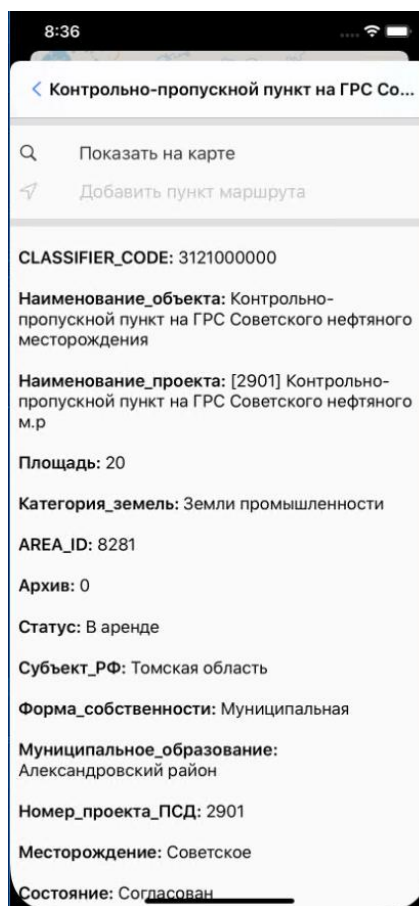 8:36
Контрольно-пропускной пункт на ГРС Со...
Показать на карте
Добавить пункт маршрута
CLASSIFIER_CODE: 3121000000
Наименование_объекта: Контрольно-
пропускной пункт на ГРС Советского нефтяного
месторождения
Наименование_проекта: [2901] Контрольно-
пропускной пункт на ГРС Советского нефтяного
м.р
Площадь: 20
Категория_земель: Земли промышленности
AREA_ID: 8281
Архив: 0
Статус: В аренде
Субъект_РФ: Томская область
Форма_собственности: Муниципальная
Муниципальное_образование:
Александровский район
Номер_проекта_ПСД: 2901
Месторождение: Советское
Состояние: Согласован